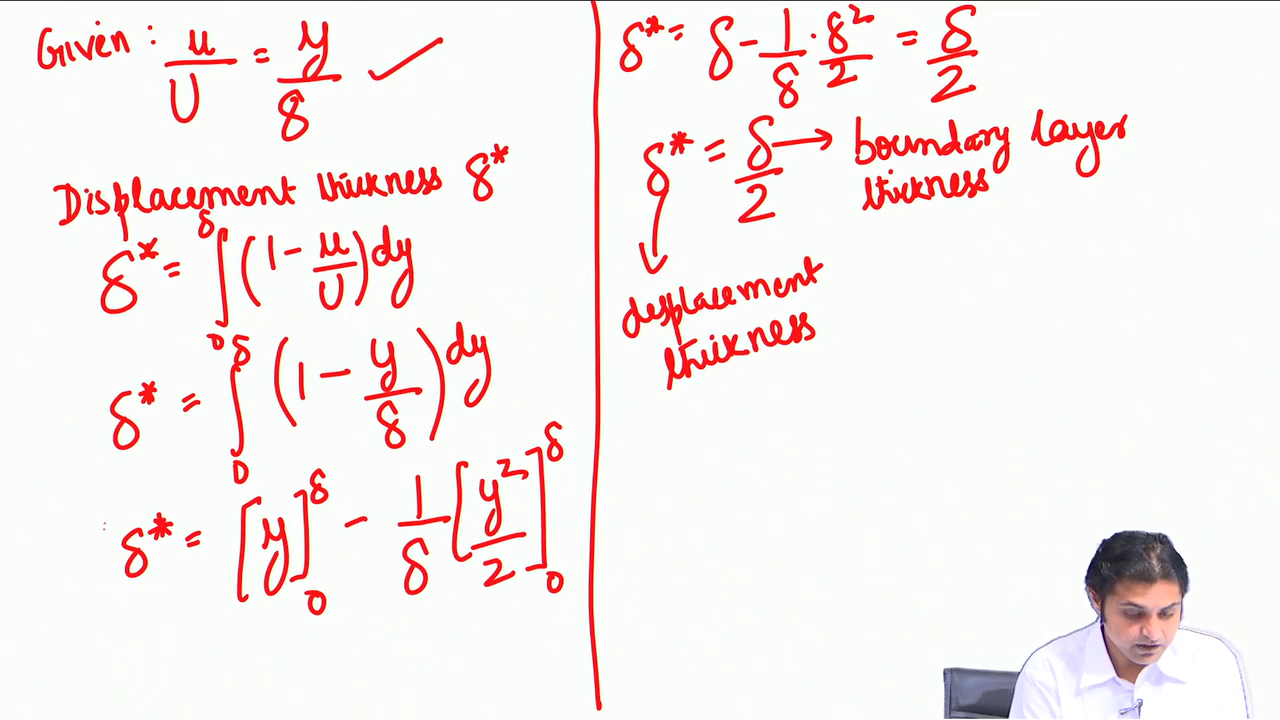 Given : u/U = y/δ ✓
Displacement thickness δ*
δ* = ∫₀^δ (1 - u/U) dy
δ* = ∫₀^δ (1 - y/δ) dy
δ* = [y]₀^δ - 1/δ [y²/2]₀^δ
δ* = δ - 1/δ · δ²/2 = δ/2
δ* = δ/2 → boundary layer
thickness
displacement
thickness